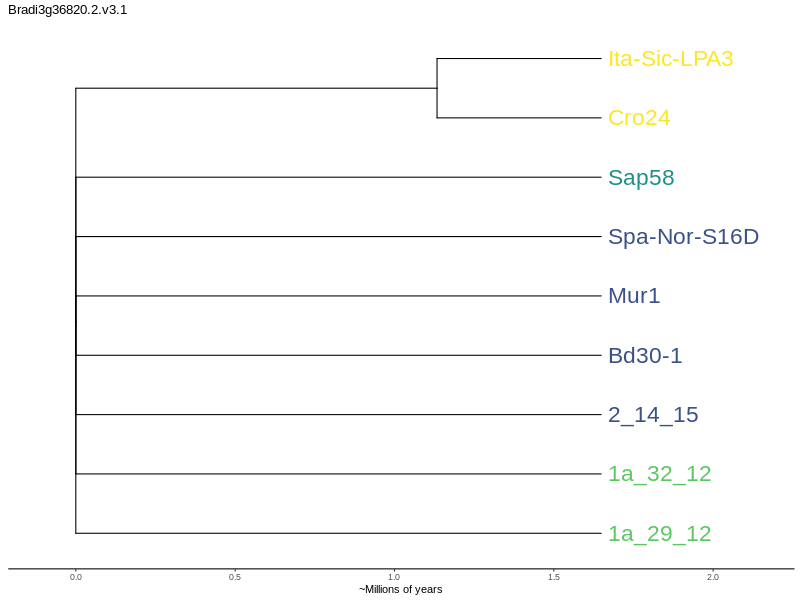 Bradi3g36820.2.v3.1
Ita-Sic-LPA3
Cro24
Sap58
Spa-Nor-S16D
Mur1
Bd30-1
2_14_15
1a_32_12
1a_29_12
0.0 0.5 1.0 1.5 2.0
~Millions of years